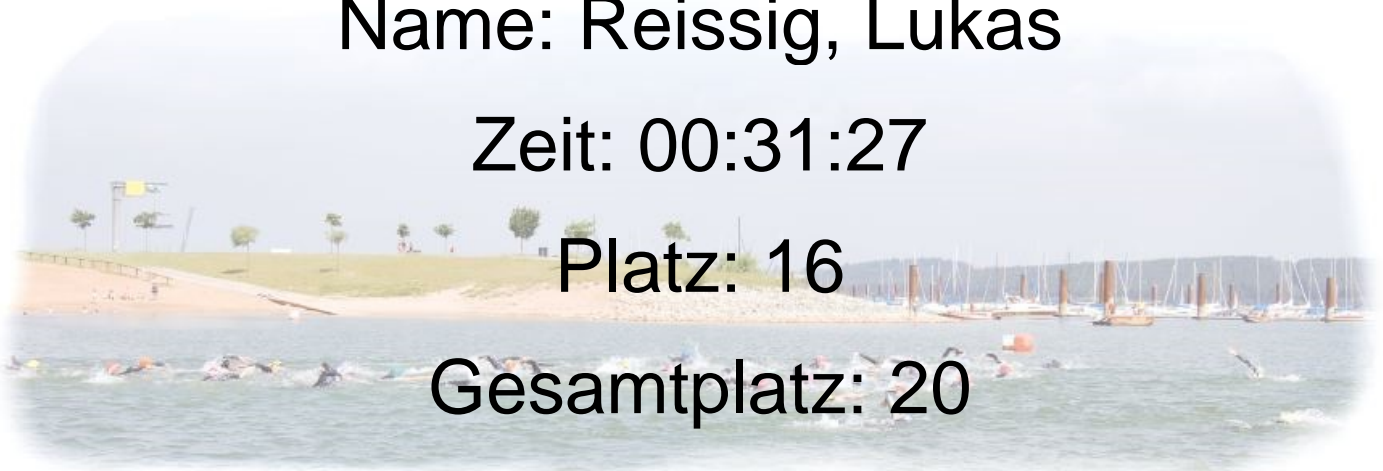 Name: Reissig, Lukas
Zeit: 00:31:27
Platz: 16
Gesamtplatz: 20